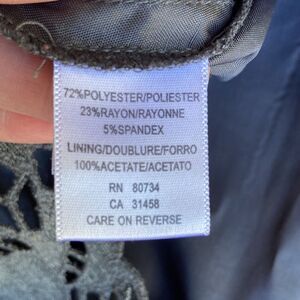 72%POLYESTER/POLIESTER
23%RAYON/RAYONNE
5%SPANDEX
LINING/DOUBLURE/FORRO
100%ACETATE/ACETATO
RN 80734
CA 31458
CARE ON REVERSE